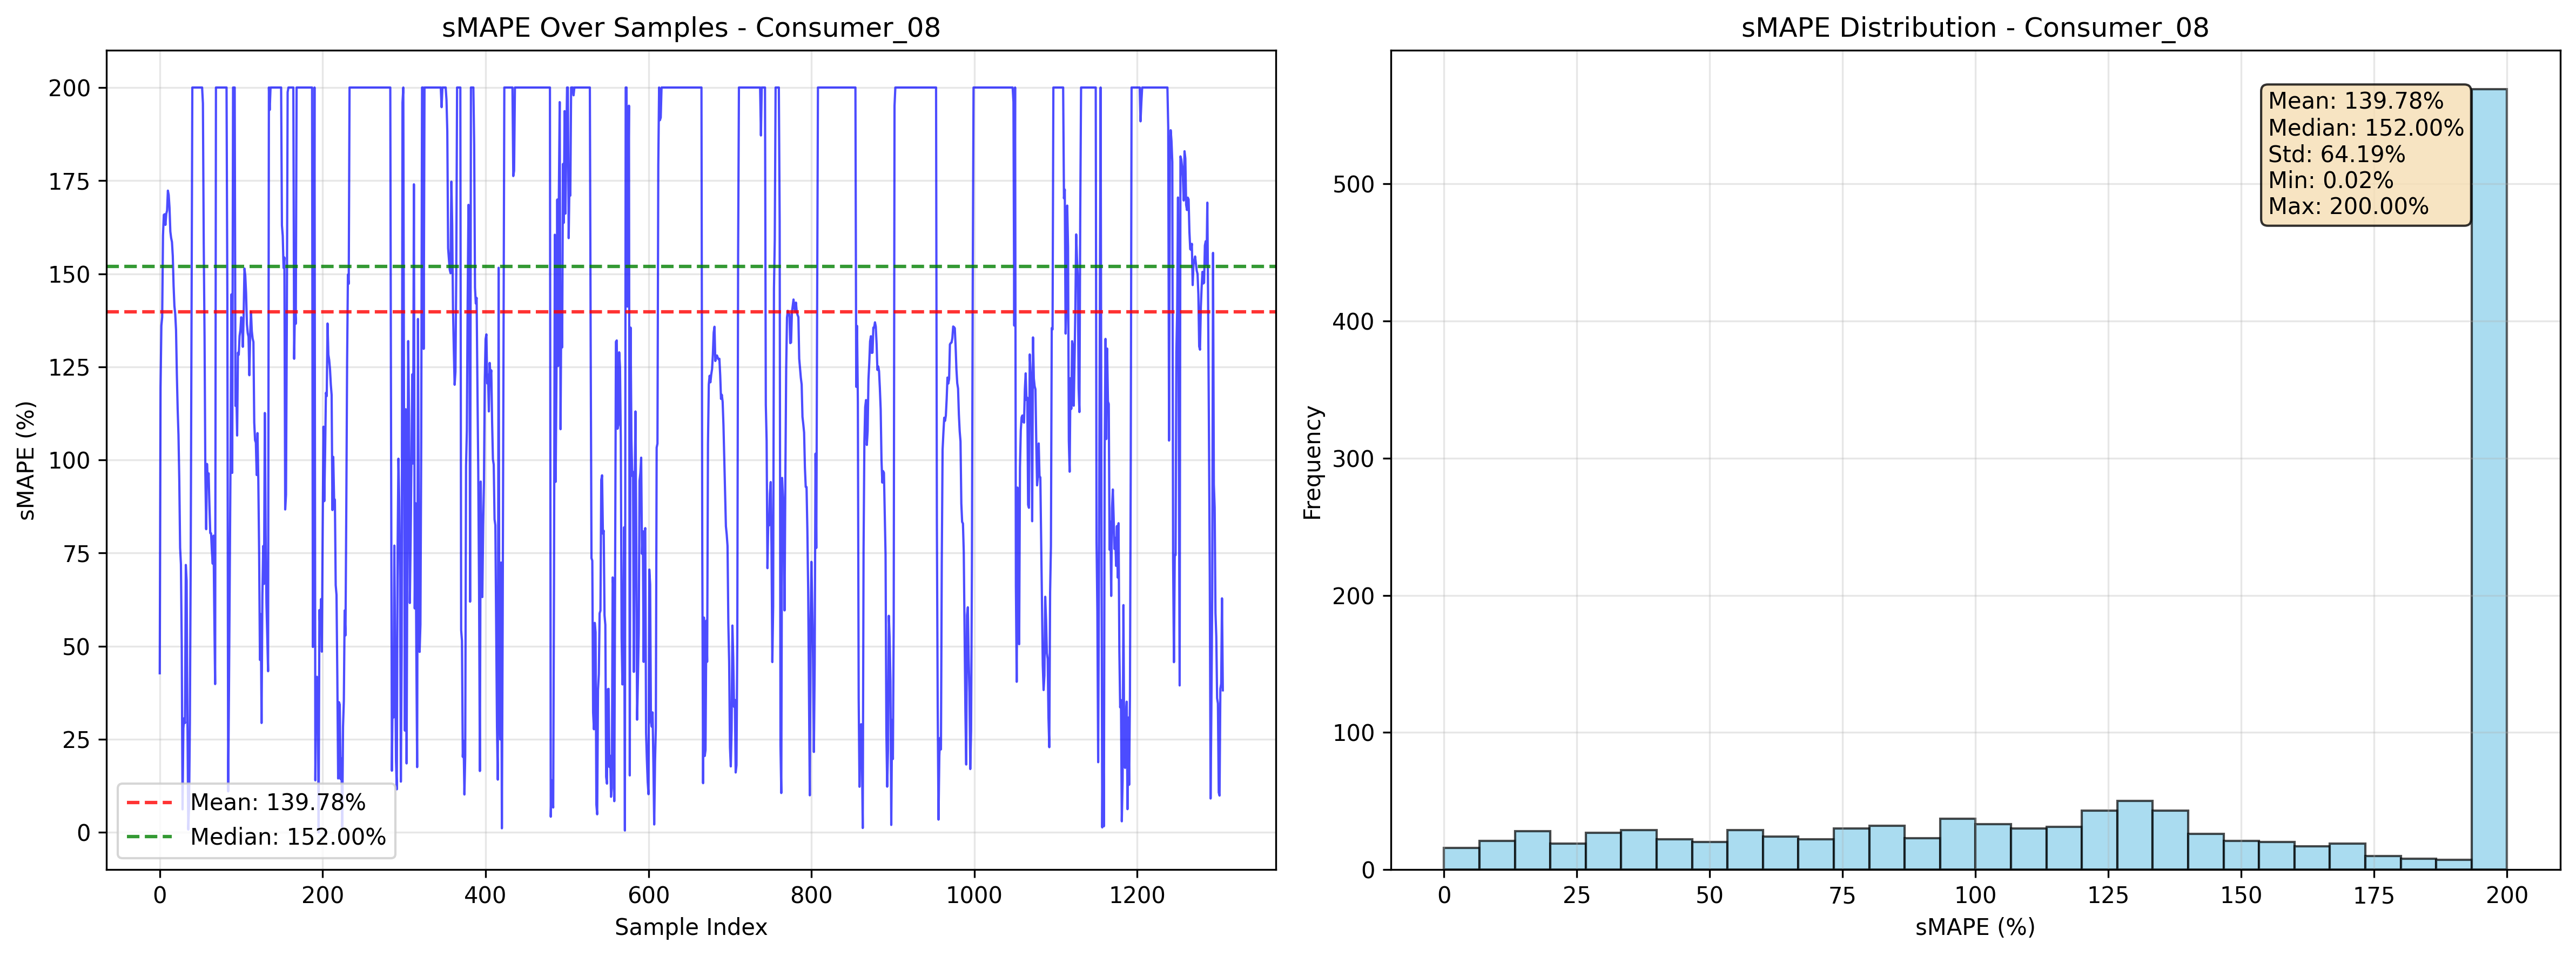 sMAPE Over Samples - Consumer_08
200
175
150
125
100
75
50
25
0
sMAPE (%)
Mean: 139.78%
Median: 152.00%
0
200
400
600
800
1000
1200
Sample Index
sMAPE Distribution - Consumer_08
Mean: 139.78%
Median: 152.00%
Std: 64.19%
Min: 0.02%
Max: 200.00%
500
400
300
200
100
0
Frequency
0
25
50
75
100
125
150
175
200
sMAPE (%)